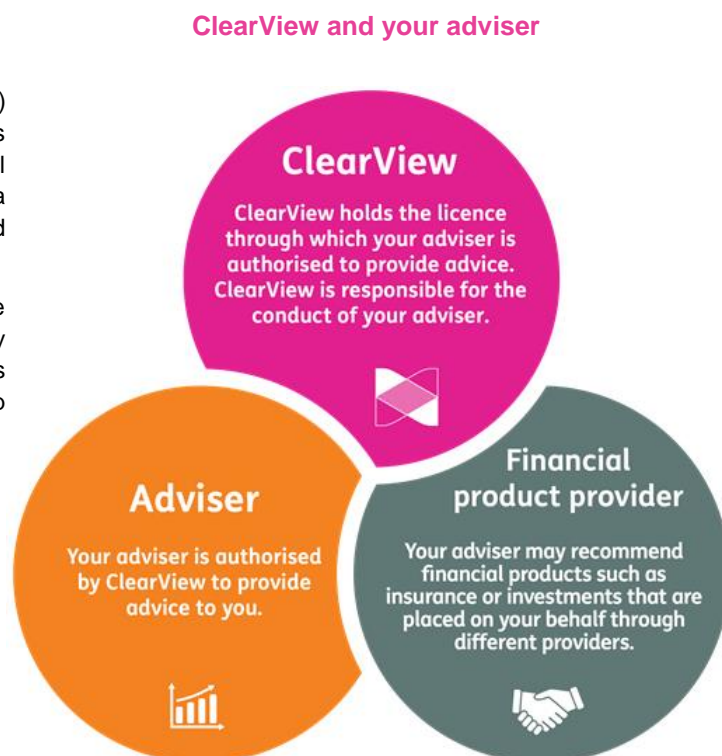 ClearView and your adviser
)
s
l
a
d
e
y
s
o
ClearView
ClearView holds the licence
through which your adviser is
authorised to provide advice.
ClearView is responsible for the
conduct of your adviser.
Adviser
Your adviser is authorised
by ClearView to provide
advice to you.
Financial
product provider
Your adviser may recommend
financial products such as
insurance or investments that are
placed on your behalf through
different providers.